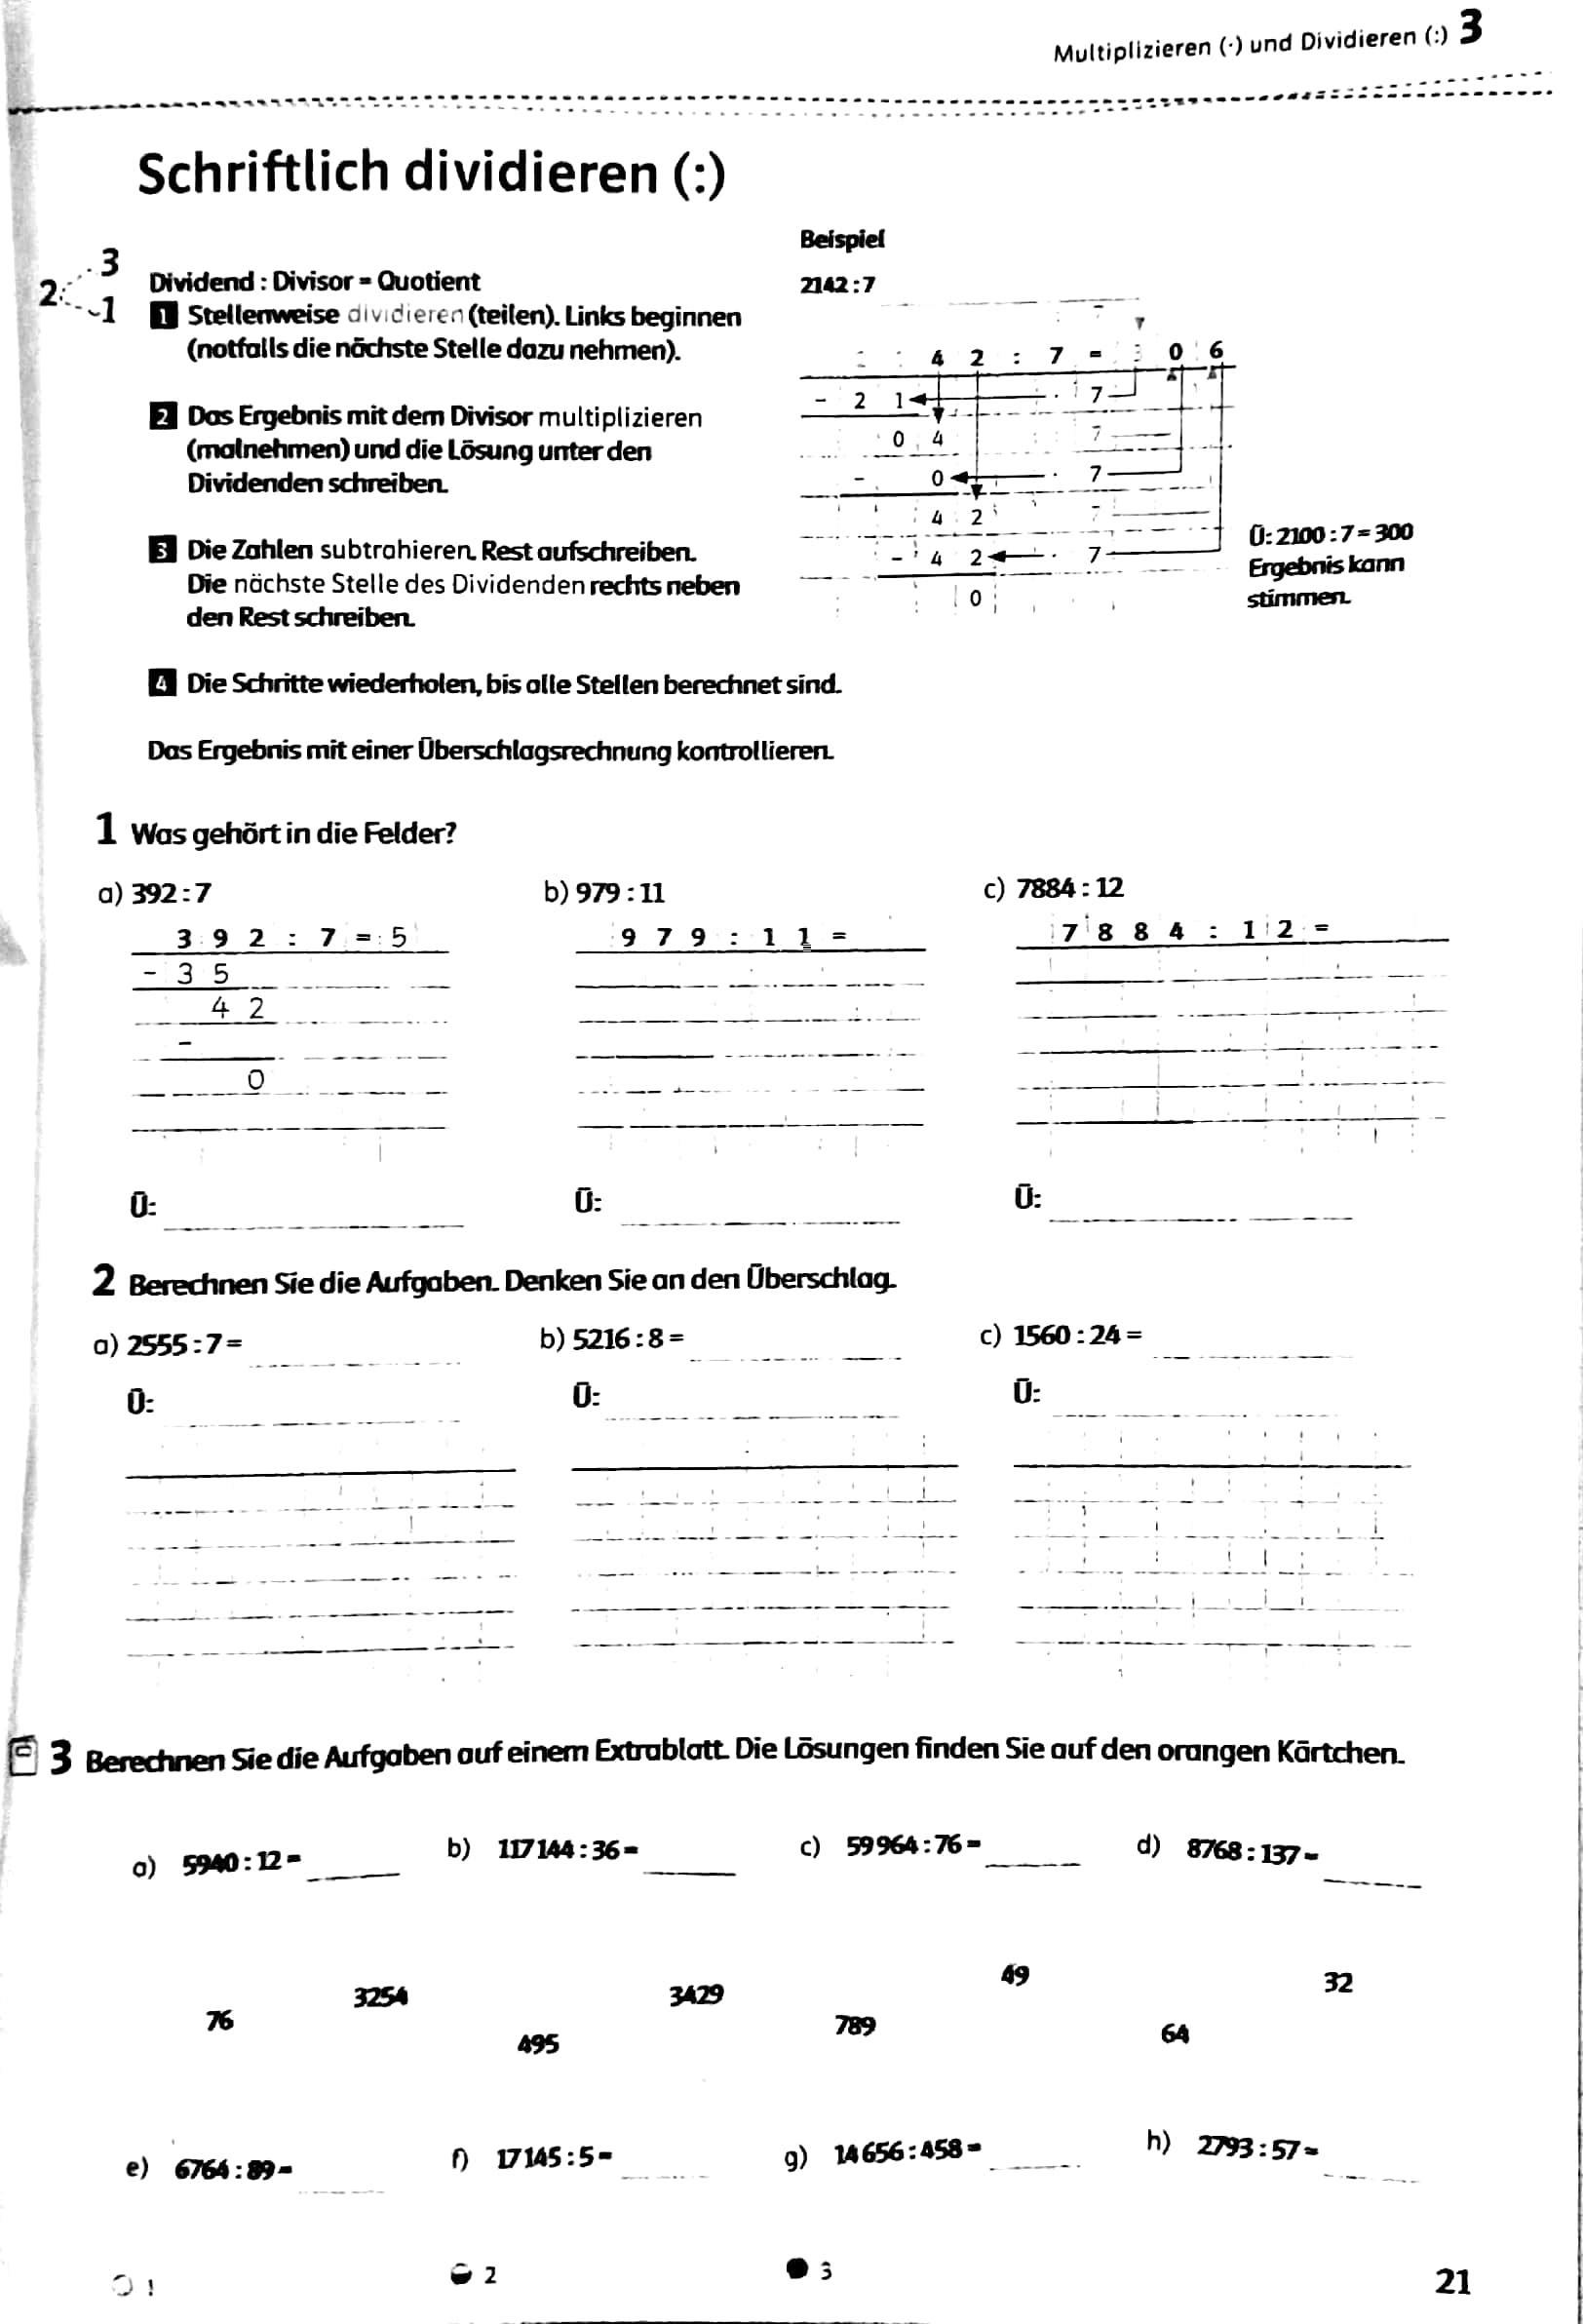 Multiplizieren (·) und Dividieren (:) 3
Schriftlich dividieren (:)
3
2
1
Dividend : Divisor = Quotient
1 Stellenweise dividieren (teilen). Links beginnen
(notfalls die nächste Stelle dazu nehmen).
2 Das Ergebnis mit dem Divisor multiplizieren
(malnehmen) und die Lösung unter den
Dividenden schreiben.
3 Die Zahlen subtrahieren. Rest aufschreiben.
Die nächste Stelle des Dividenden rechts neben
den Rest schreiben.
4 Die Schritte wiederholen, bis alle Stellen berechnet sind.
Das Ergebnis mit einer Überschlagsrechnung kontrollieren.
Beispiel
2142 : 7
4 2 : 7 = 0 6
- 2 1 · 7
0 4 7
- 0 · 7
4 2 7
- 4 2 · 7
0
Ü: 2100 : 7 = 300
Ergebnis kann
stimmen.
1 Was gehört in die Felder?
a) 392 : 7
3 9 2 : 7 = 5
- 3 5
4 2
-
0
Ü:
b) 979 : 11
9 7 9 : 1 1 =
Ü:
c) 7884 : 12
7 8 8 4 : 1 2 =
Ü:
2 Berechnen Sie die Aufgaben. Denken Sie an den Überschlag.
a) 2555 : 7 =
Ü:
b) 5216 : 8 =
Ü:
c) 1560 : 24 =
Ü:
3 Berechnen Sie die Aufgaben auf einem Extrablatt. Die Lösungen finden Sie auf den orangen Kärtchen.
a) 5940 : 12 =
b) 117 144 : 36 =
c) 59 964 : 76 =
d) 8768 : 137 =
76
3254
495
3429
789
49
64
32
e) 6764 : 89 =
f) 17 145 : 5 =
g) 14 656 : 458 =
h) 2793 : 57 =
1
2
3
21